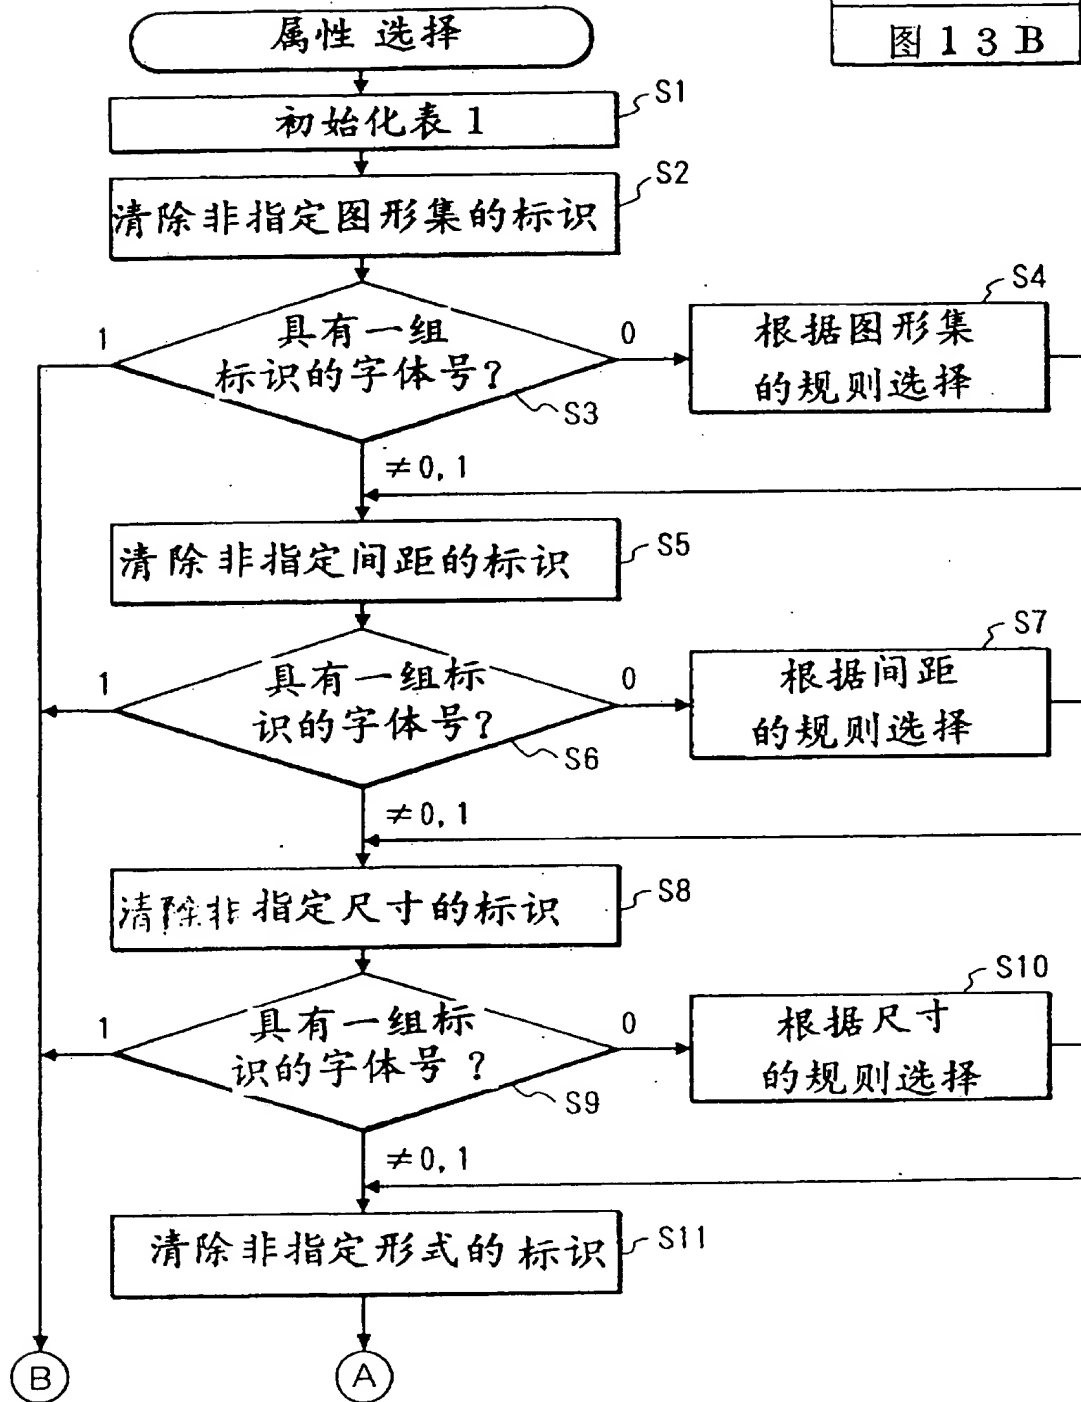 图 1 3 B
属性 选择
初始化表 1
S1
清除非指定图形集的标识
S2
具有一组
标识的字体号?
S3
1
0
根据图形集
的规则选择
S4
≠0,1
清除非指定间距的标识
S5
具有一组标
识的字体号?
S6
1
0
根据间距
的规则选择
S7
≠0,1
清除非指定尺寸的标识
S8
具有一组标
识的字体号?
S9
1
0
根据尺寸
的规则选择
S10
≠0,1
清除非指定形式的标识
S11
B
A